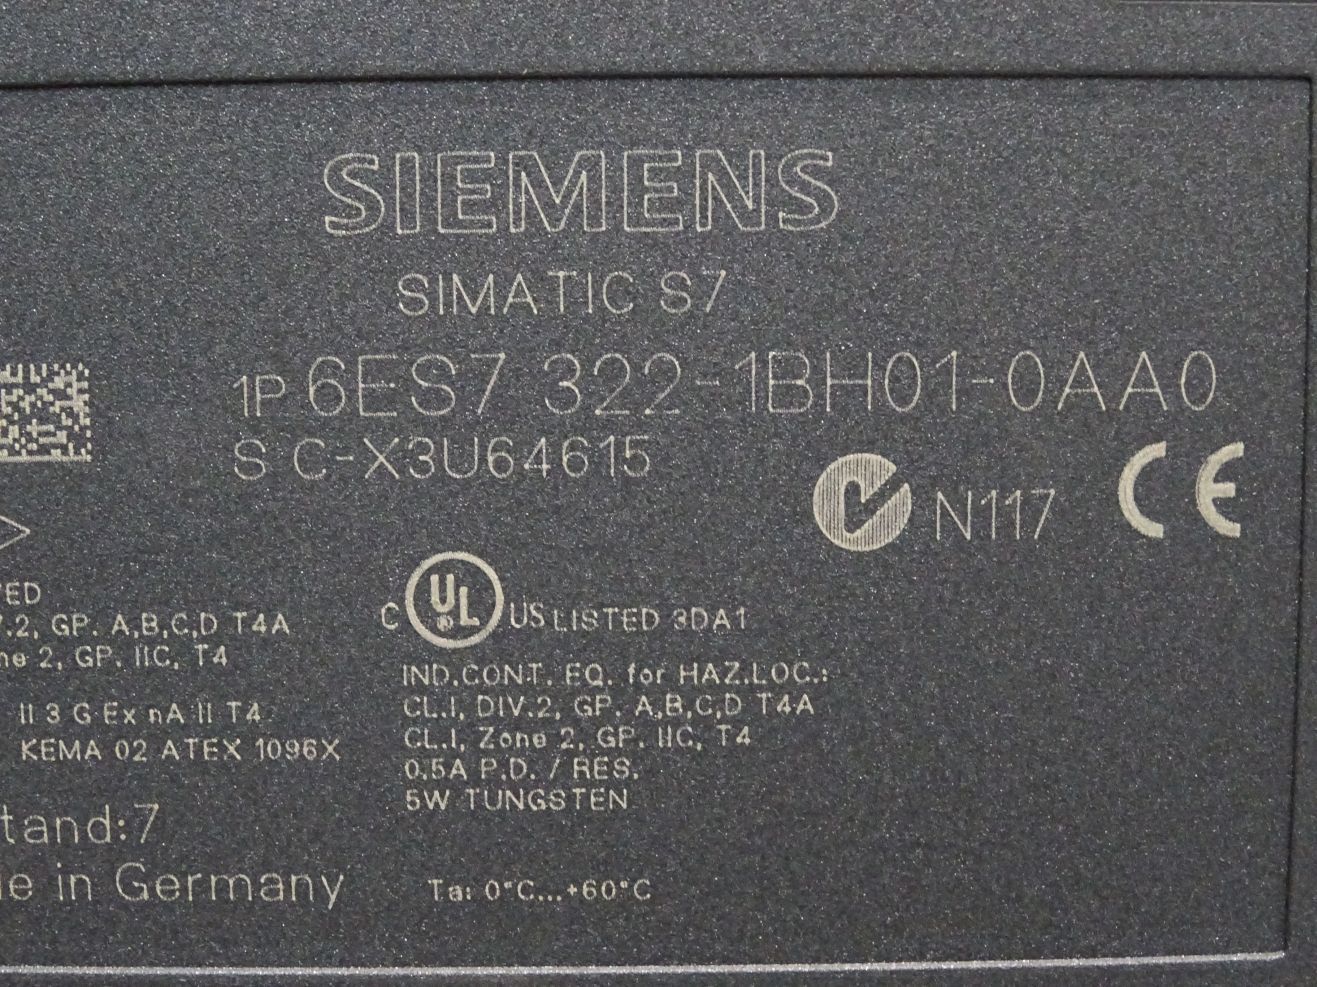 SIEMENS
SIMATIC S7
1P 6ES7 322-1BH01-0AA0
S C-X3U64615
N117 CE
C UL US LISTED 3DA1
IND.CONT. EQ. for HAZ.LOC.:
CL.I, DIV.2, GP. A,B,C,D T4A
CL.I, Zone 2, GP. IIC, T4
0.5A P.D. / RES.
5W TUNGSTEN
Ta: 0°C...+60°C
2, GP. A,B,C,D T4A
2, GP. IIC, T4
II 3 G Ex nA II T4
KEMA 02 ATEX 1096X
tand:7
in Germany